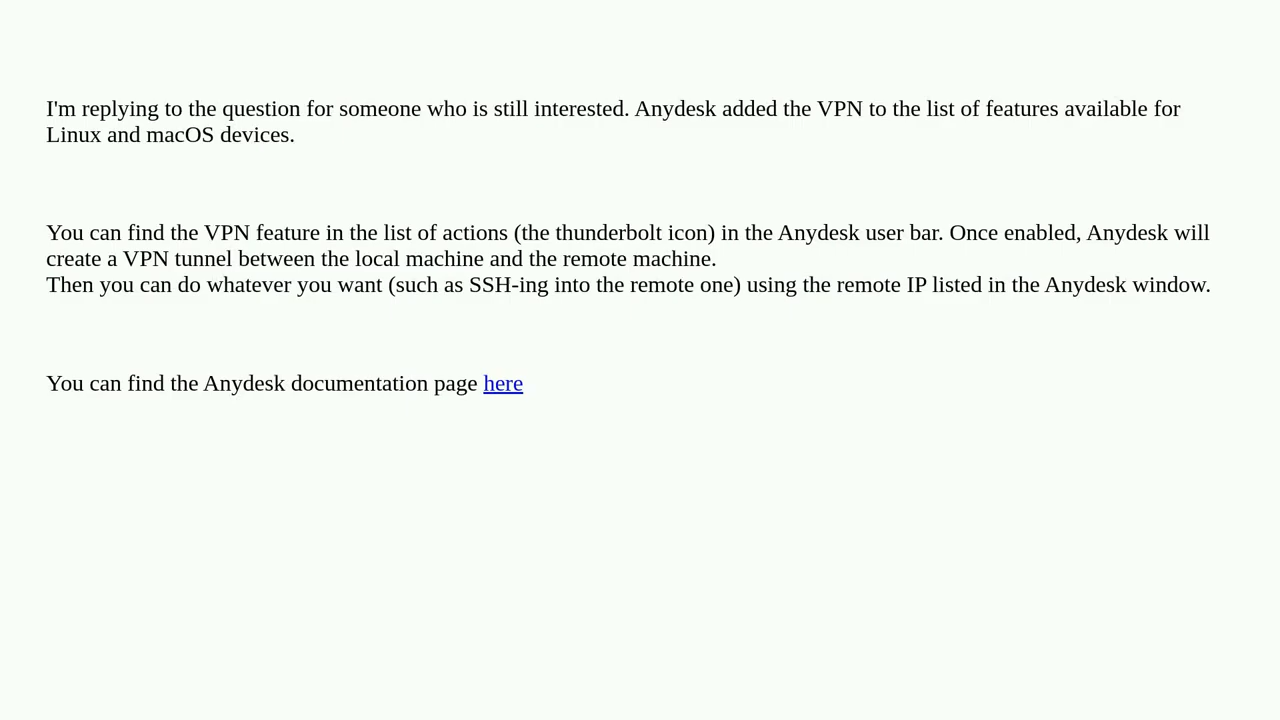 I'm replying to the question for someone who is still interested. Anydesk added the VPN to the list of features available for
Linux and macOS devices.
You can find the VPN feature in the list of actions (the thunderbolt icon) in the Anydesk user bar. Once enabled, Anydesk will
create a VPN tunnel between the local machine and the remote machine.
Then you can do whatever you want (such as SSH-ing into the remote one) using the remote IP listed in the Anydesk window.
You can find the Anydesk documentation page here